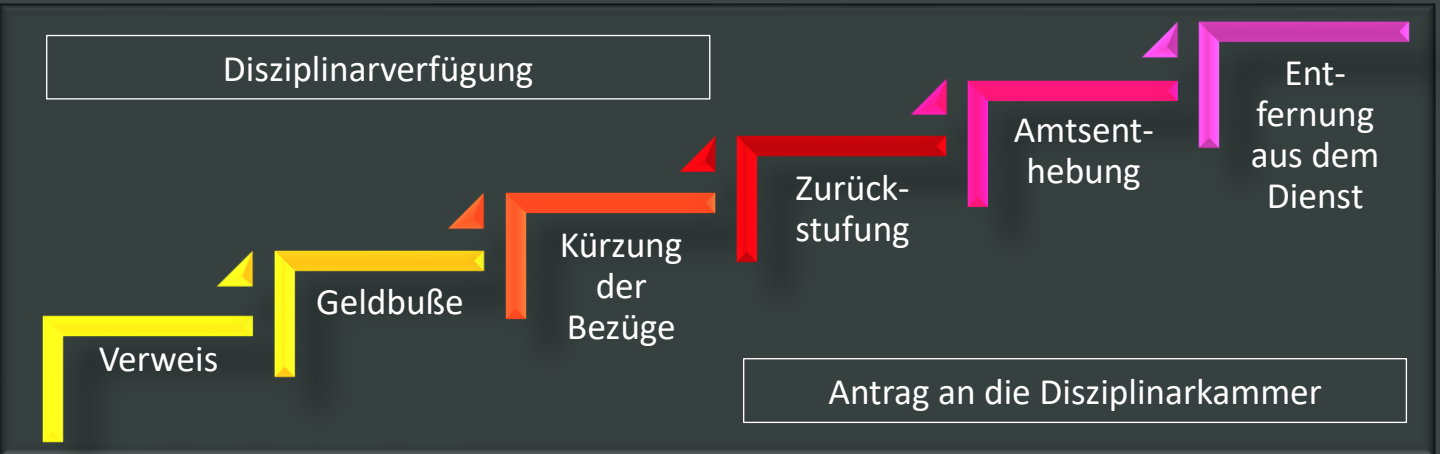 Disziplinarverfügung
Verweis
Geldbuße
Kürzung
der
Bezüge
Zurück-
stufung
Amtsent-
hebung
Ent-
fernung
aus dem
Dienst
Antrag an die Disziplinarkammer